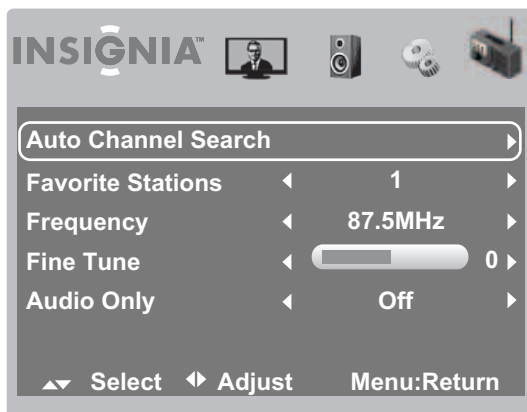 INSIGNIA™
Auto Channel Search
Favorite Stations 1
Frequency 87.5MHz
Fine Tune 0
Audio Only Off
Select Adjust Menu:Return